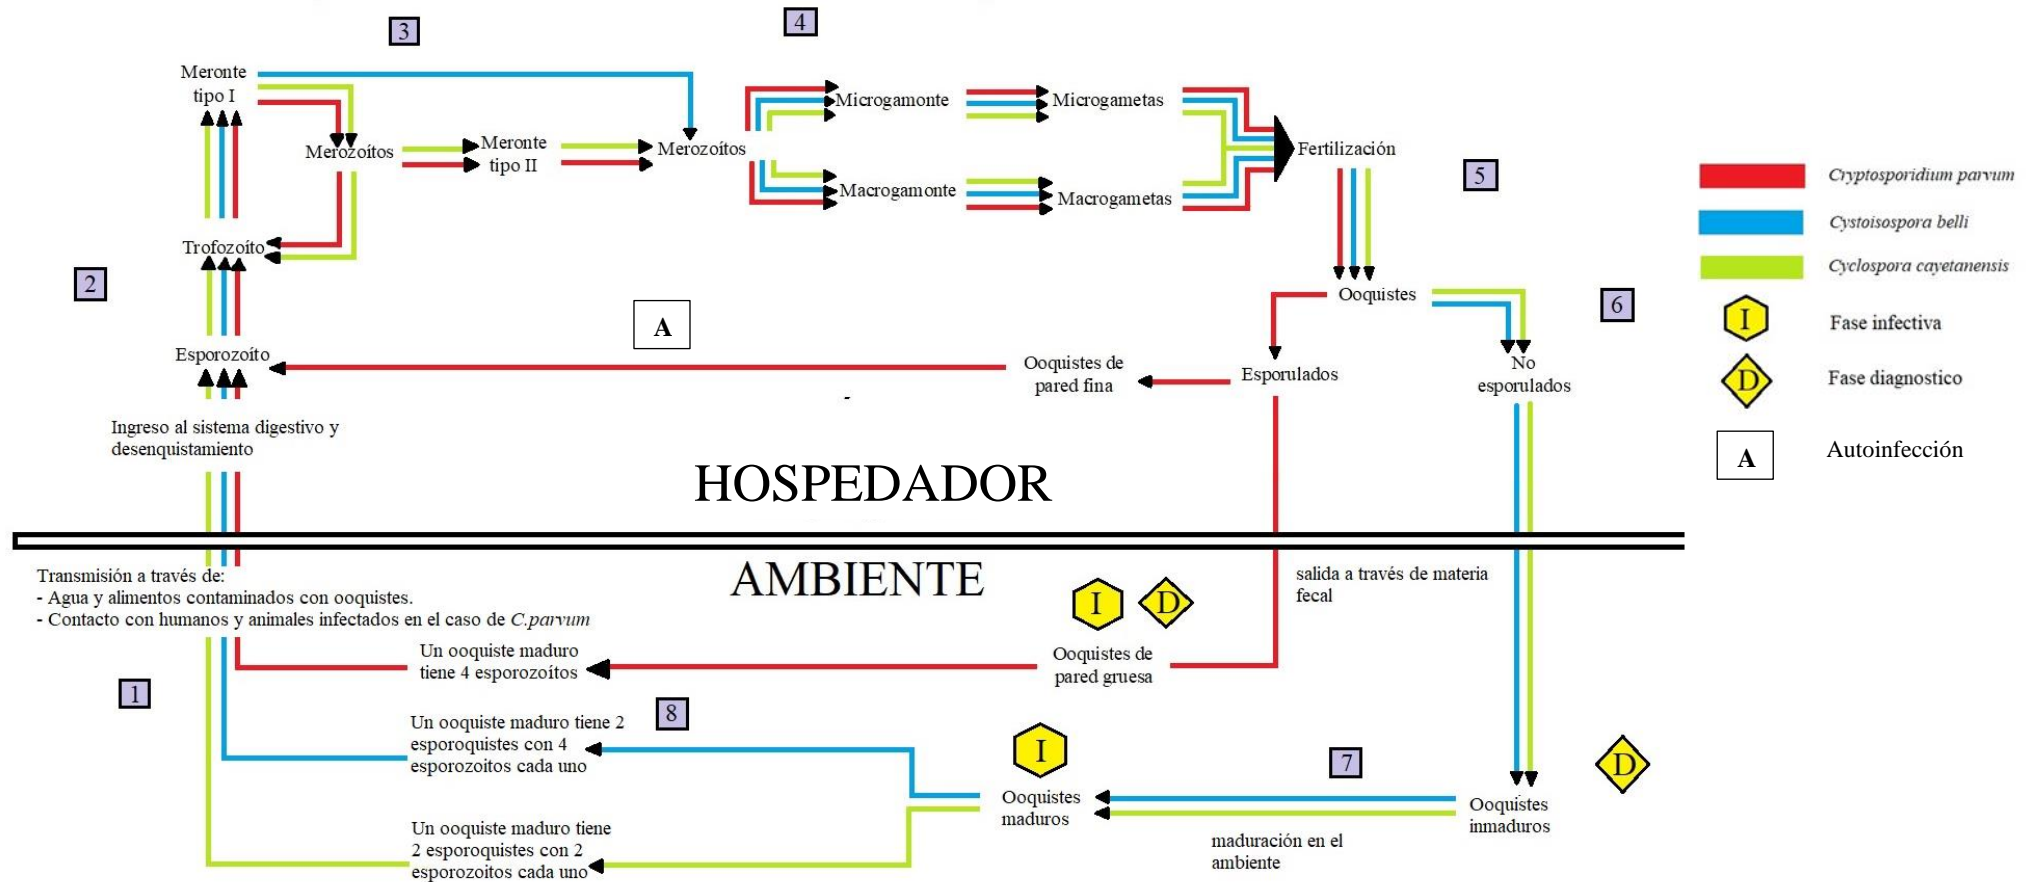 3
4
Meronte
tipo I
Merozoítos
Meronte
tipo II
Merozoítos
Microgamonte
Microgametas
Macrogamonte
Macrogametas
Fertilización
5
Cryptosporidium parvum
Cystoisospora belli
Cyclospora cayetanensis
I
Fase infectiva
D
Fase diagnostico
A
Autoinfección
Trofozoíto
2
A
Ooquistes
6
Esporozoíto
Ooquistes de
pared fina
Esporulados
No
esporulados
Ingreso al sistema digestivo y
desenquistamiento
HOSPEDADOR
AMBIENTE
Transmisión a través de:
- Agua y alimentos contaminados con ooquistes.
- Contacto con humanos y animales infectados en el caso de C.parvum
I
D
salida a través de materia
fecal
Un ooquiste maduro
tiene 4 esporozoítos
Ooquistes de
pared gruesa
1
8
Un ooquiste maduro tiene 2
esporoquistes con 4
esporozoitos cada uno
I
7
D
Ooquistes
maduros
Ooquistes
inmaduros
maduración en el
ambiente
Un ooquiste maduro tiene
2 esporoquistes con 2
esporozoitos cada uno